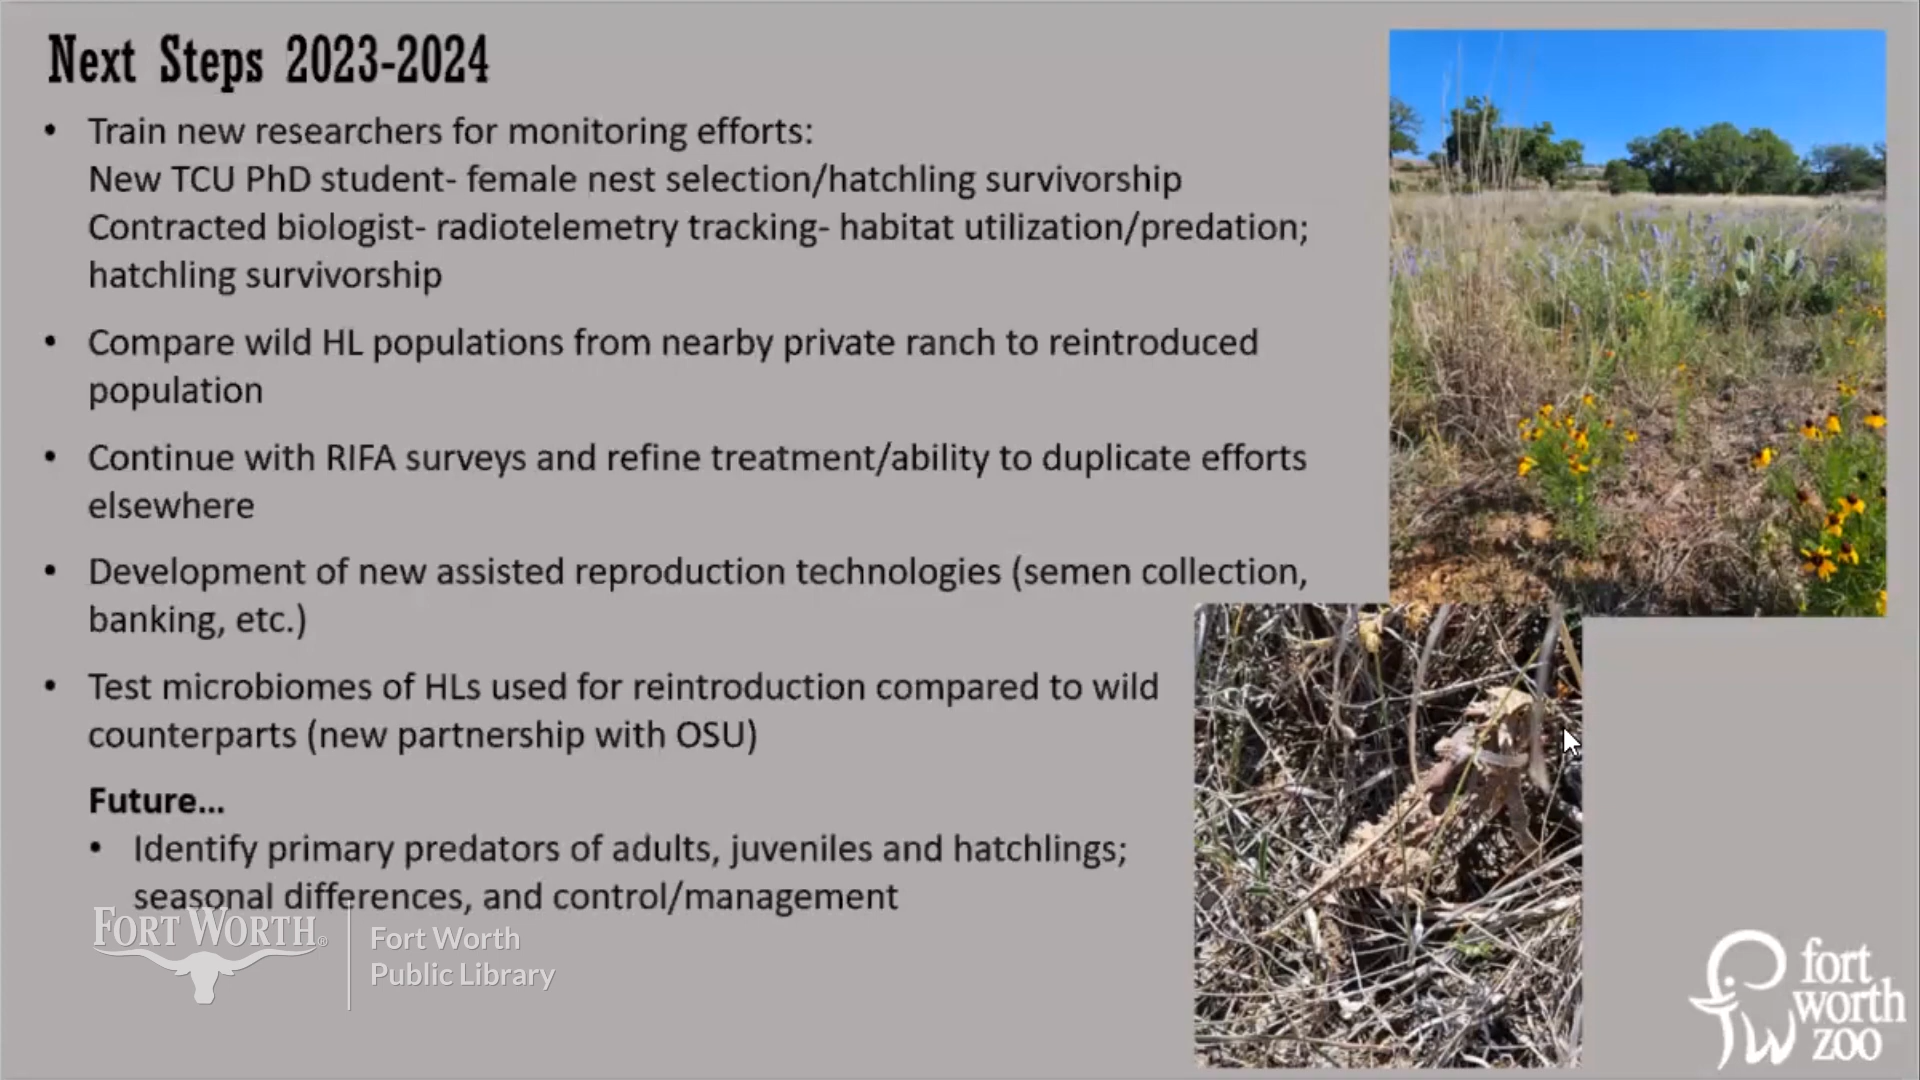 Next Steps 2023-2024
• Train new researchers for monitoring efforts:
New TCU PhD student- female nest selection/hatchling survivorship
Contracted biologist- radiotelemetry tracking- habitat utilization/predation;
hatchling survivorship
• Compare wild HL populations from nearby private ranch to reintroduced
population
• Continue with RIFA surveys and refine treatment/ability to duplicate efforts
elsewhere
• Development of new assisted reproduction technologies (semen collection,
banking, etc.)
• Test microbiomes of HLs used for reintroduction compared to wild
counterparts (new partnership with OSU)
Future...
• Identify primary predators of adults, juveniles and hatchlings;
seasonal differences, and control/management
FORT WORTH®
Fort Worth
Public Library
fort
worth
zoo